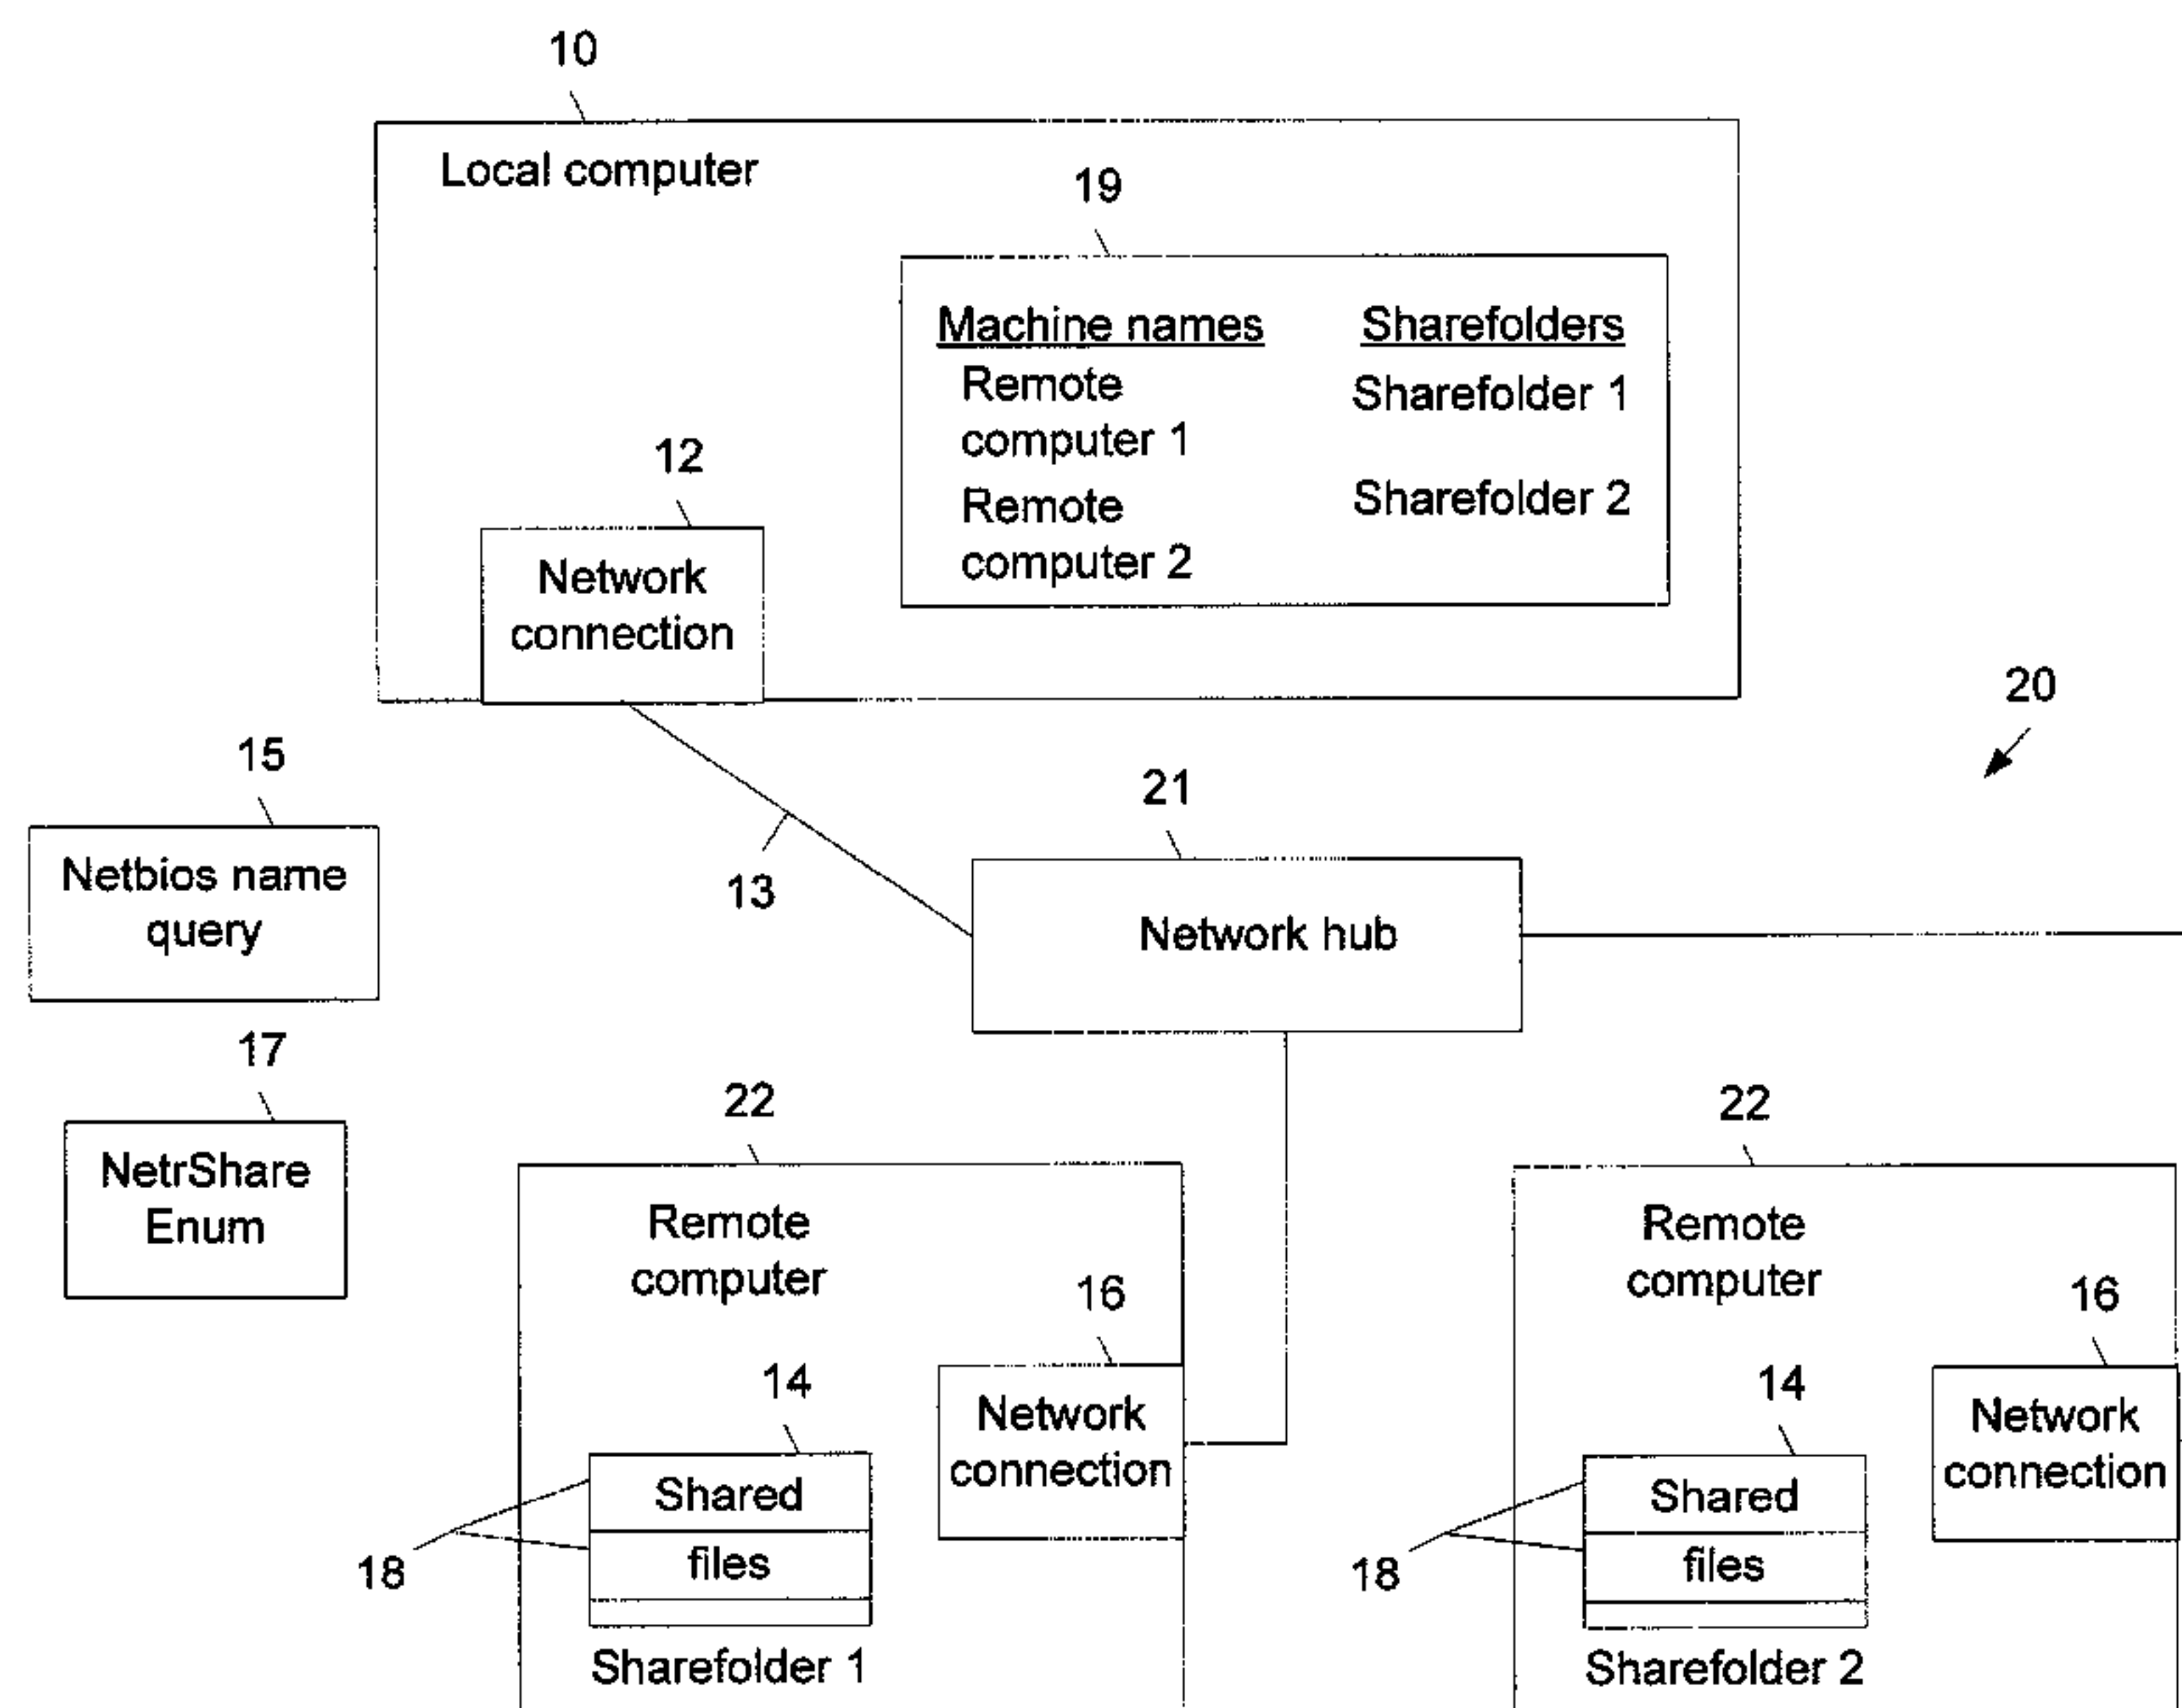 10
Local computer
19
Machine names Sharefolders
Remote
computer 1
Sharefolder 1
Remote
computer 2
Sharefolder 2
12
Network
connection
20
15
Netbios name
query
13
21
Network hub
17
NetrShare
Enum
22
Remote
computer
16
Network
connection
14
Shared
files
18
Sharefolder 1
22
Remote
computer
16
Network
connection
14
Shared
files
18
Sharefolder 2